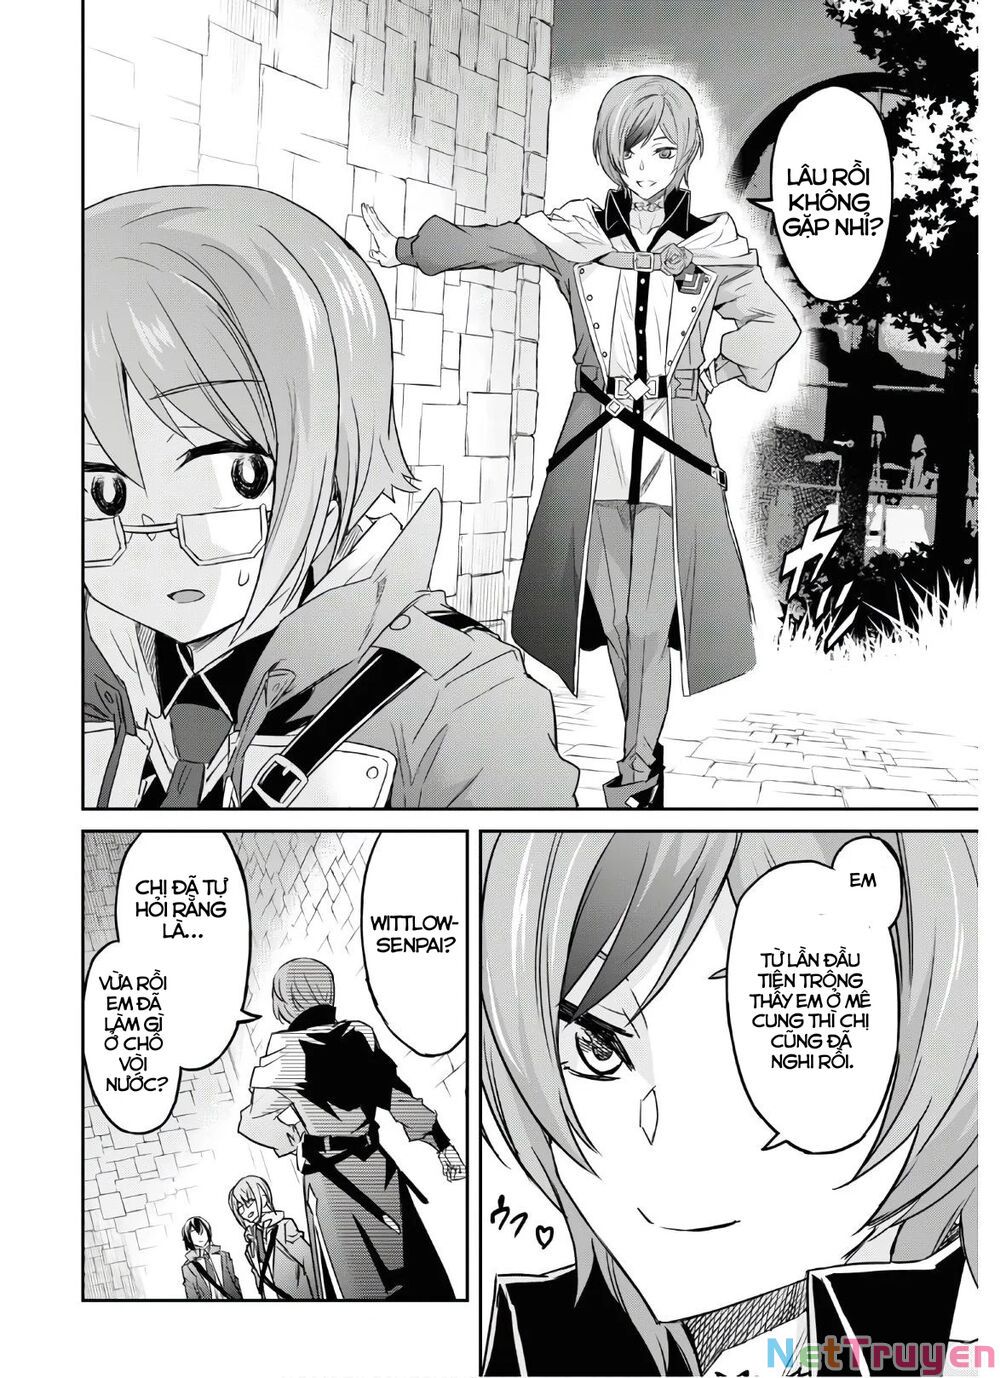 LÂU RỒI
KHÔNG
GẶP NHỈ?
WITTLOW-
SENPAI?
CHỊ ĐÃ TỰ
HỎI RẰNG
LÀ...
VỪA RỒI
EM ĐÃ
LÀM GÌ
Ở CHỖ
VÒI
NƯỚC?
EM
TỪ LẦN ĐẦU
TIÊN TRÔNG
THẤY EM Ở MÊ
CUNG THÌ CHỊ
CŨNG ĐÃ
NGHI RỒI.
ウフ♡
NetTruyen